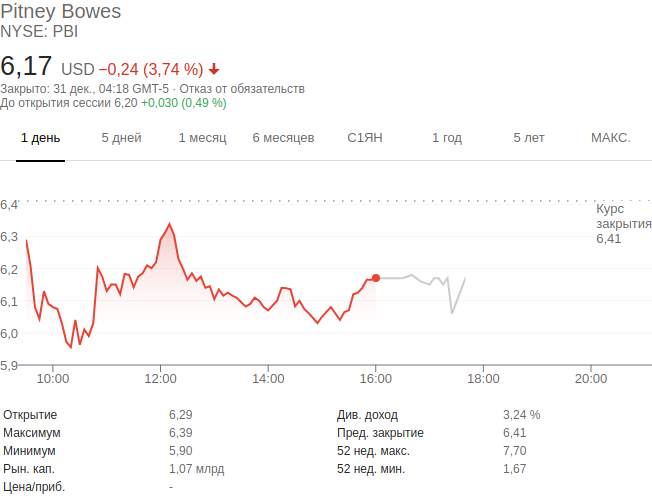 Pitney Bowes
NYSE: PBI
6,17 USD −0,24 (3,74 %)
Закрыто: 31 дек., 04:18 GMT-5 · Отказ от обязательств
До открытия сессии 6,20 +0,030 (0,49 %)
1 день 5 дней 1 месяц 6 месяцев С1ЯН 1 год 5 лет МАКС.
6,4
Курс
закрытия
6,41
6,3
6,2
6,1
6,0
5,9
10:00 12:00 14:00 16:00 18:00 20:00
Открытие 6,29 Див. доход 3,24 %
Максимум 6,39 Пред. закрытие 6,41
Минимум 5,90 52 нед. макс. 7,70
Рын. кап. 1,07 млрд 52 нед. мин. 1,67
Цена/приб. -